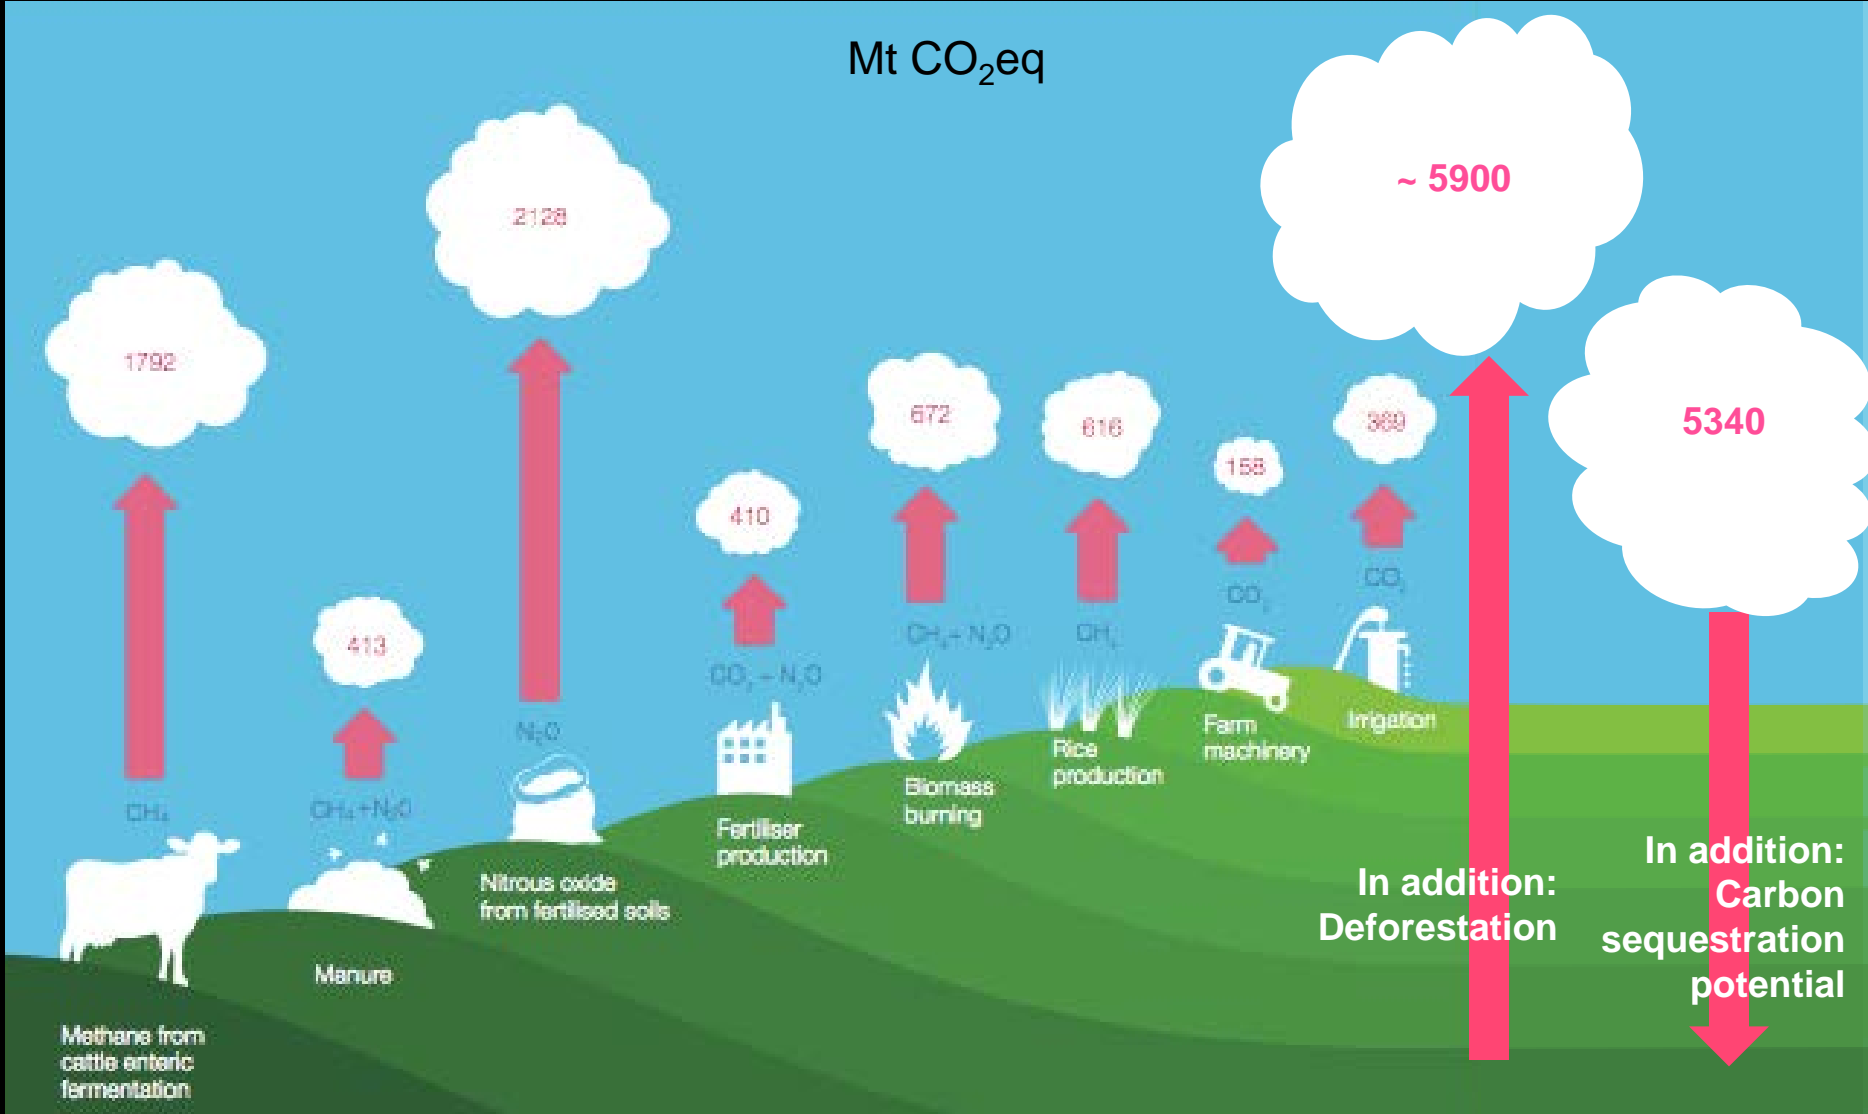 Mt CO₂eq
~ 5900
2128
5340
1792
672
616
369
158
410
413
CO₂
CO₂
CH₄+ N₂O
CH₄
CO₂ + N₂O
N₂O
CH₄
CH₄ +N₂O
Irrigation
Farm
machinery
Rice
production
Biomass
burning
Fertiliser
production
Nitrous oxide
from fertilised soils
Manure
Methane from
cattle enteric
fermentation
In addition:
Deforestation
In addition:
Carbon
sequestration
potential